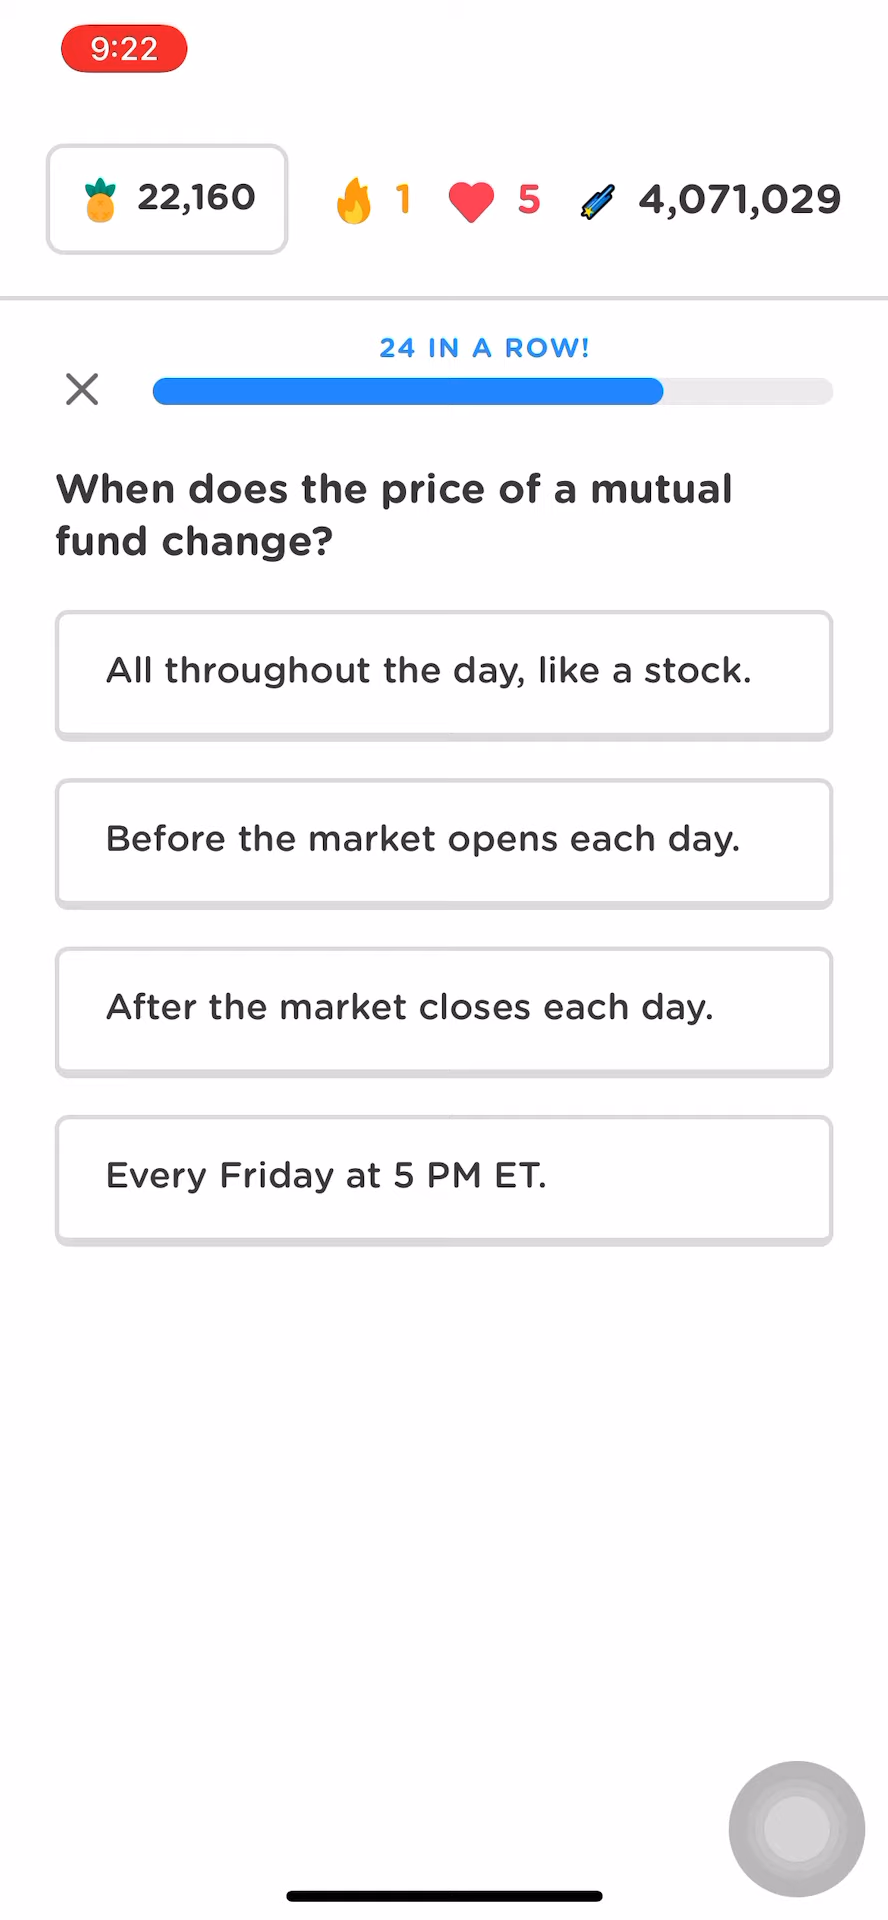 9:22
22,160 1 5 4,071,029
24 IN A ROW!
When does the price of a mutual
fund change?
All throughout the day, like a stock.
Before the market opens each day.
After the market closes each day.
Every Friday at 5 PM ET.